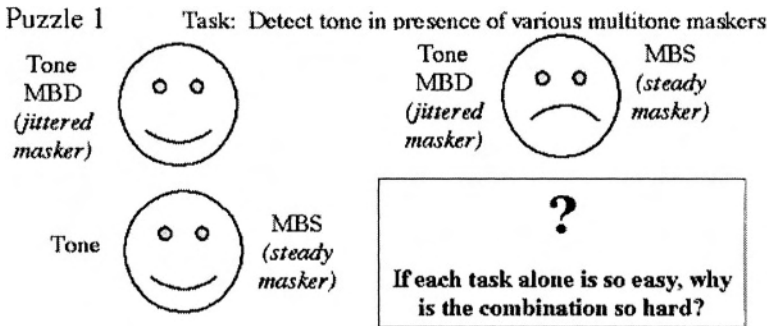 Puzzle 1 Task: Detect tone in presence of various multitone maskers
Tone
MBD
(jittered
masker)
Tone
MBD
(jittered
masker)
MBS
(steady
masker)
Tone
MBS
(steady
masker)
?
If each task alone is so easy, why
is the combination so hard?